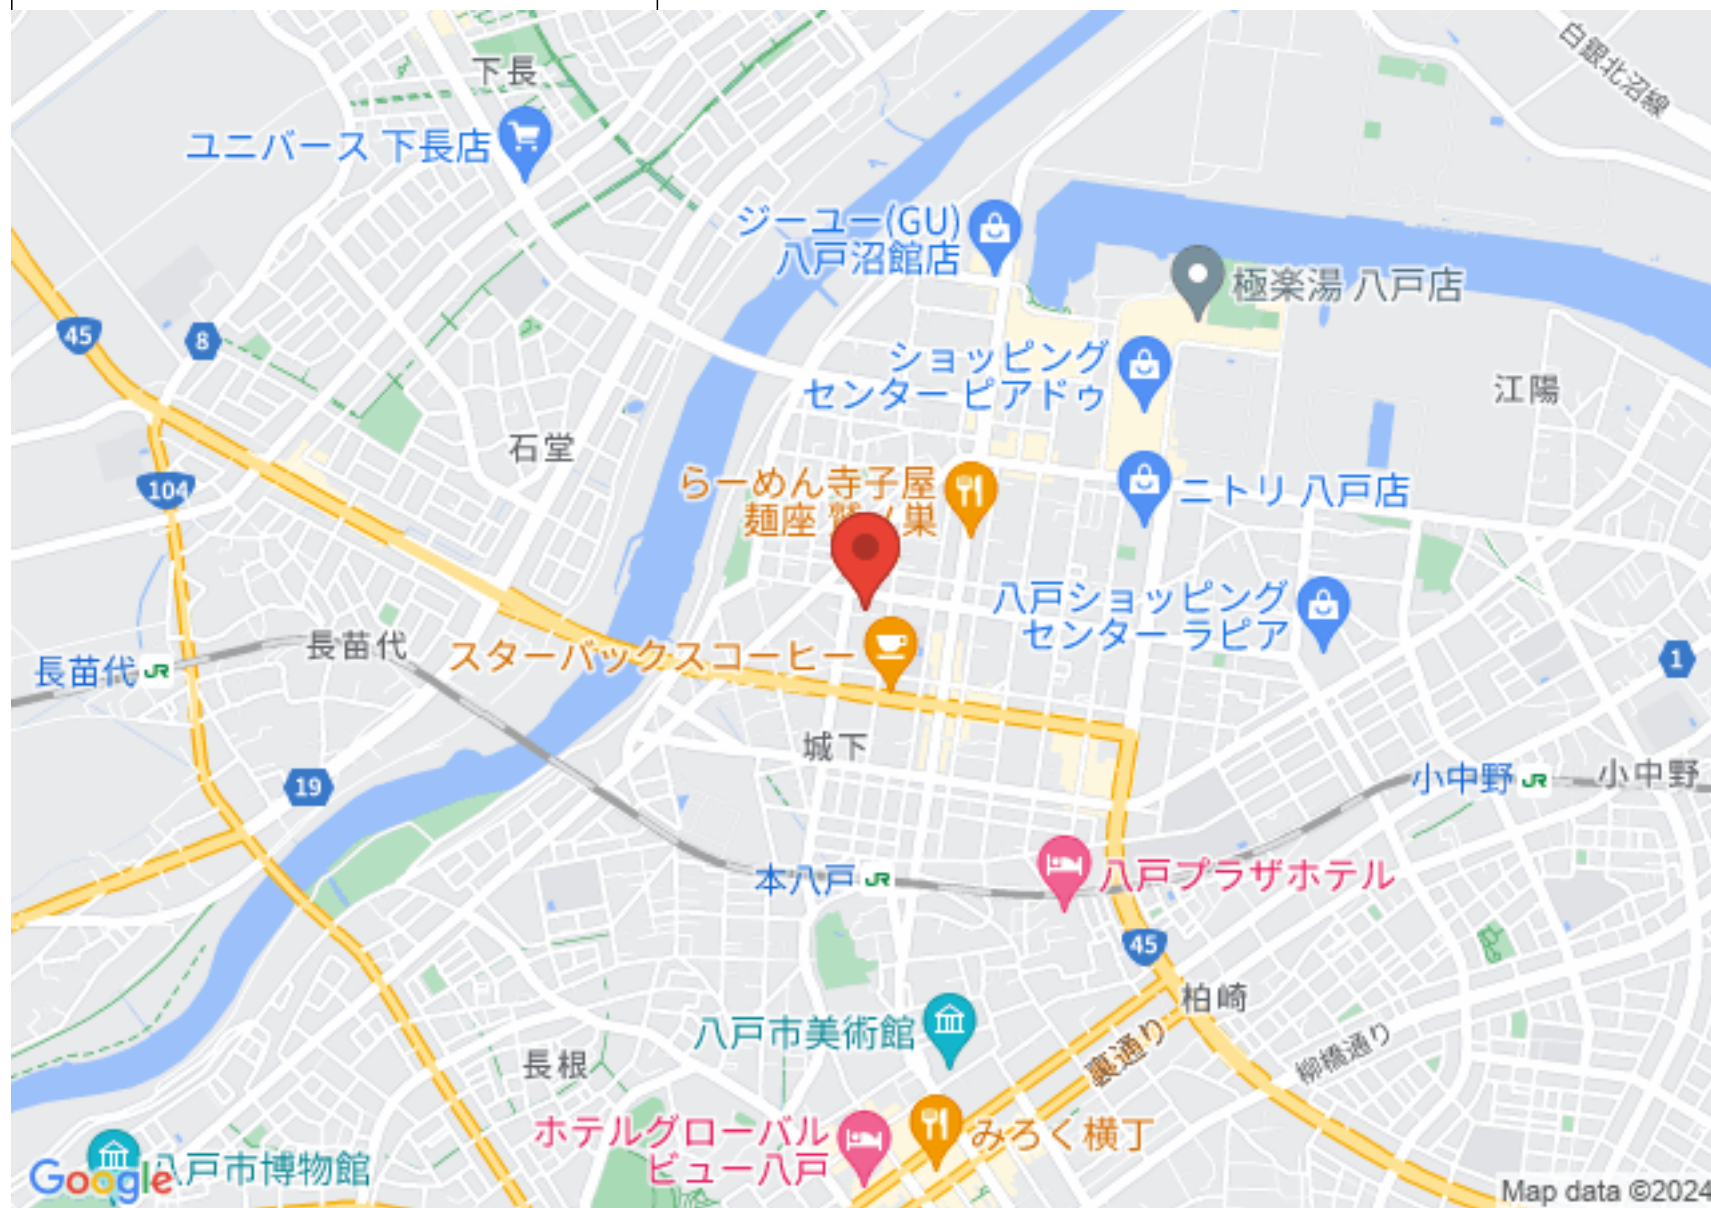 白銀北沼線
下長
ユニバース 下長店
ジーユー(GU)
八戸沼館店
極楽湯 八戸店
45
8
ショッピング
センター ピアドゥ
江陽
石堂
104
らーめん寺子屋
麺座
巣
ニトリ 八戸店
八戸ショッピング
センター ラピア
長苗代
長苗代 JR
スターバックスコーヒー
1
城下
19
小中野 JR
小中野
本八戸 JR
八戸プラザホテル
45
柏崎
八戸市美術館
裏通り
柳橋通り
長根
ホテルグローバル
ビュー八戸
みろく横丁
Google
八戸市博物館
Map data ©2024